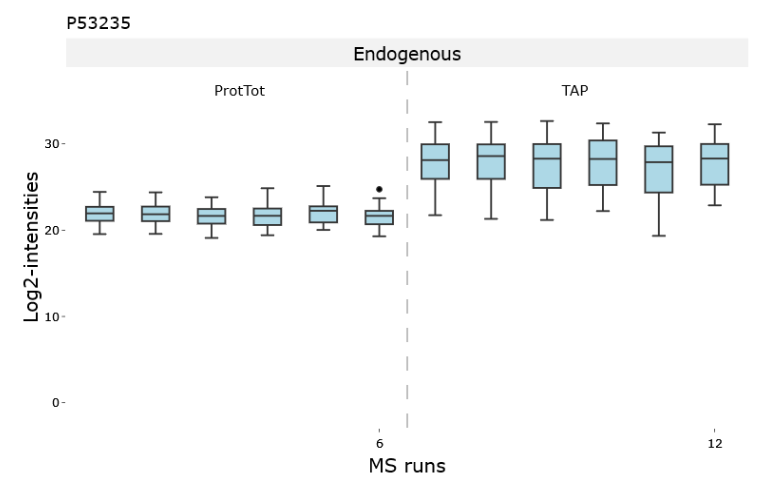 P53235
Endogenous
ProtTot
TAP
30
20
10
0
Log2-intensities
6
12
MS runs